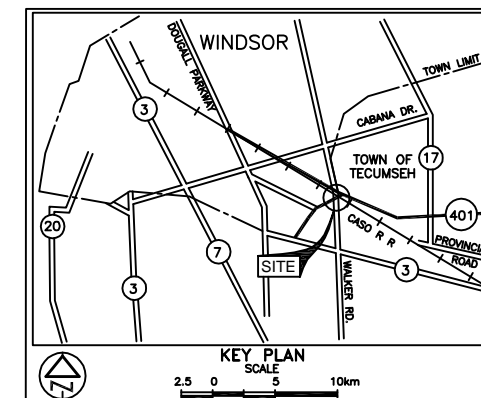 WINDSOR
DOUGALL PARKWAY
TOWN LIMIT
3
CABANA DR.
17
TOWN OF
TECUMSEH
401
20
CASO R R
PROVINCIAL
ROAD
7
SITE
3
3
WALKER RD.
KEY PLAN
SCALE
N
2.5 0 5 10km